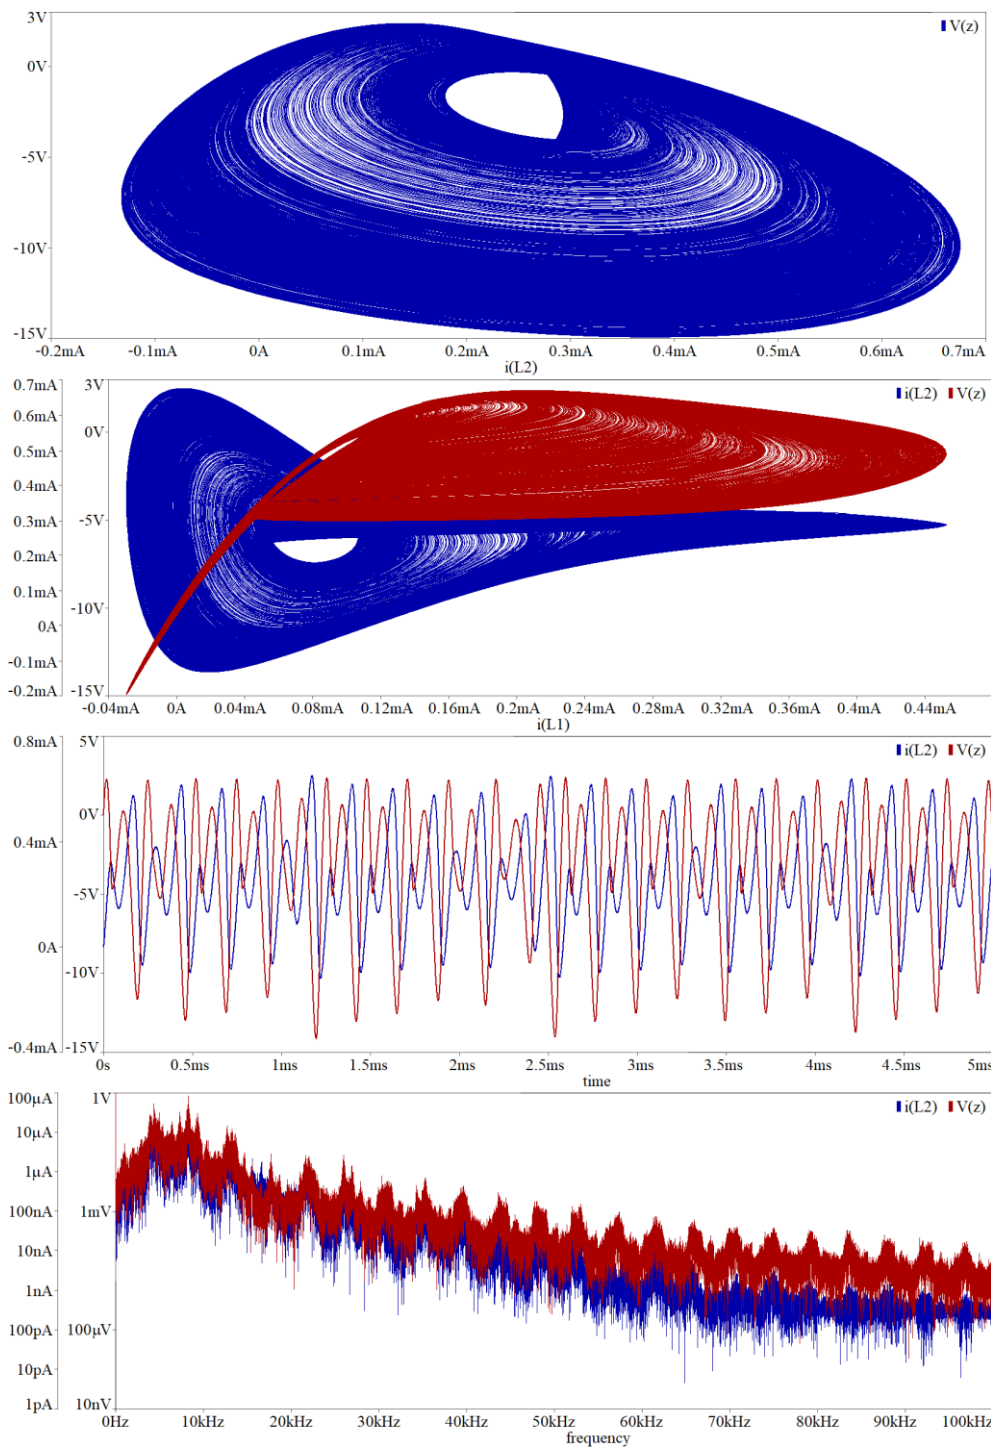 3V
V(z)
0V
-5V
-10V
-15V
-0.2mA -0.1mA 0A 0.1mA 0.2mA 0.3mA 0.4mA 0.5mA 0.6mA 0.7mA
i(L2)
0.7mA 3V
i(L2) V(z)
0.6mA
0V
0.5mA
0.4mA
0.3mA -5V
0.2mA
0.1mA
-10V
0A
-0.1mA
-0.2mA -15V
-0.04mA 0A 0.04mA 0.08mA 0.12mA 0.16mA 0.2mA 0.24mA 0.28mA 0.32mA 0.36mA 0.4mA 0.44mA
i(L1)
0.8mA 5V
i(L2) V(z)
0V
0.4mA
-5V
0A
-10V
-0.4mA -15V
0s 0.5ms 1ms 1.5ms 2ms 2.5ms 3ms 3.5ms 4ms 4.5ms 5ms
time
100µA 1V
i(L2) V(z)
10µA
1µA
100nA 1mV
10nA
1nA
100pA 100µV
10pA
1pA 10nV
0Hz 10kHz 20kHz 30kHz 40kHz 50kHz 60kHz 70kHz 80kHz 90kHz 100kHz
frequency